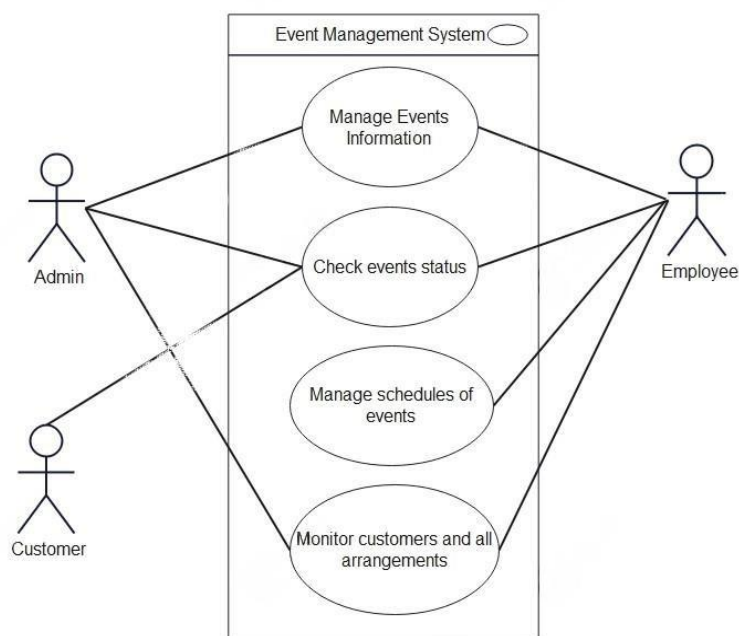 Event Management System
Manage Events
Information
Admin
Check events status
Employee
Manage schedules of
events
Customer
Monitor customers and all
arrangements